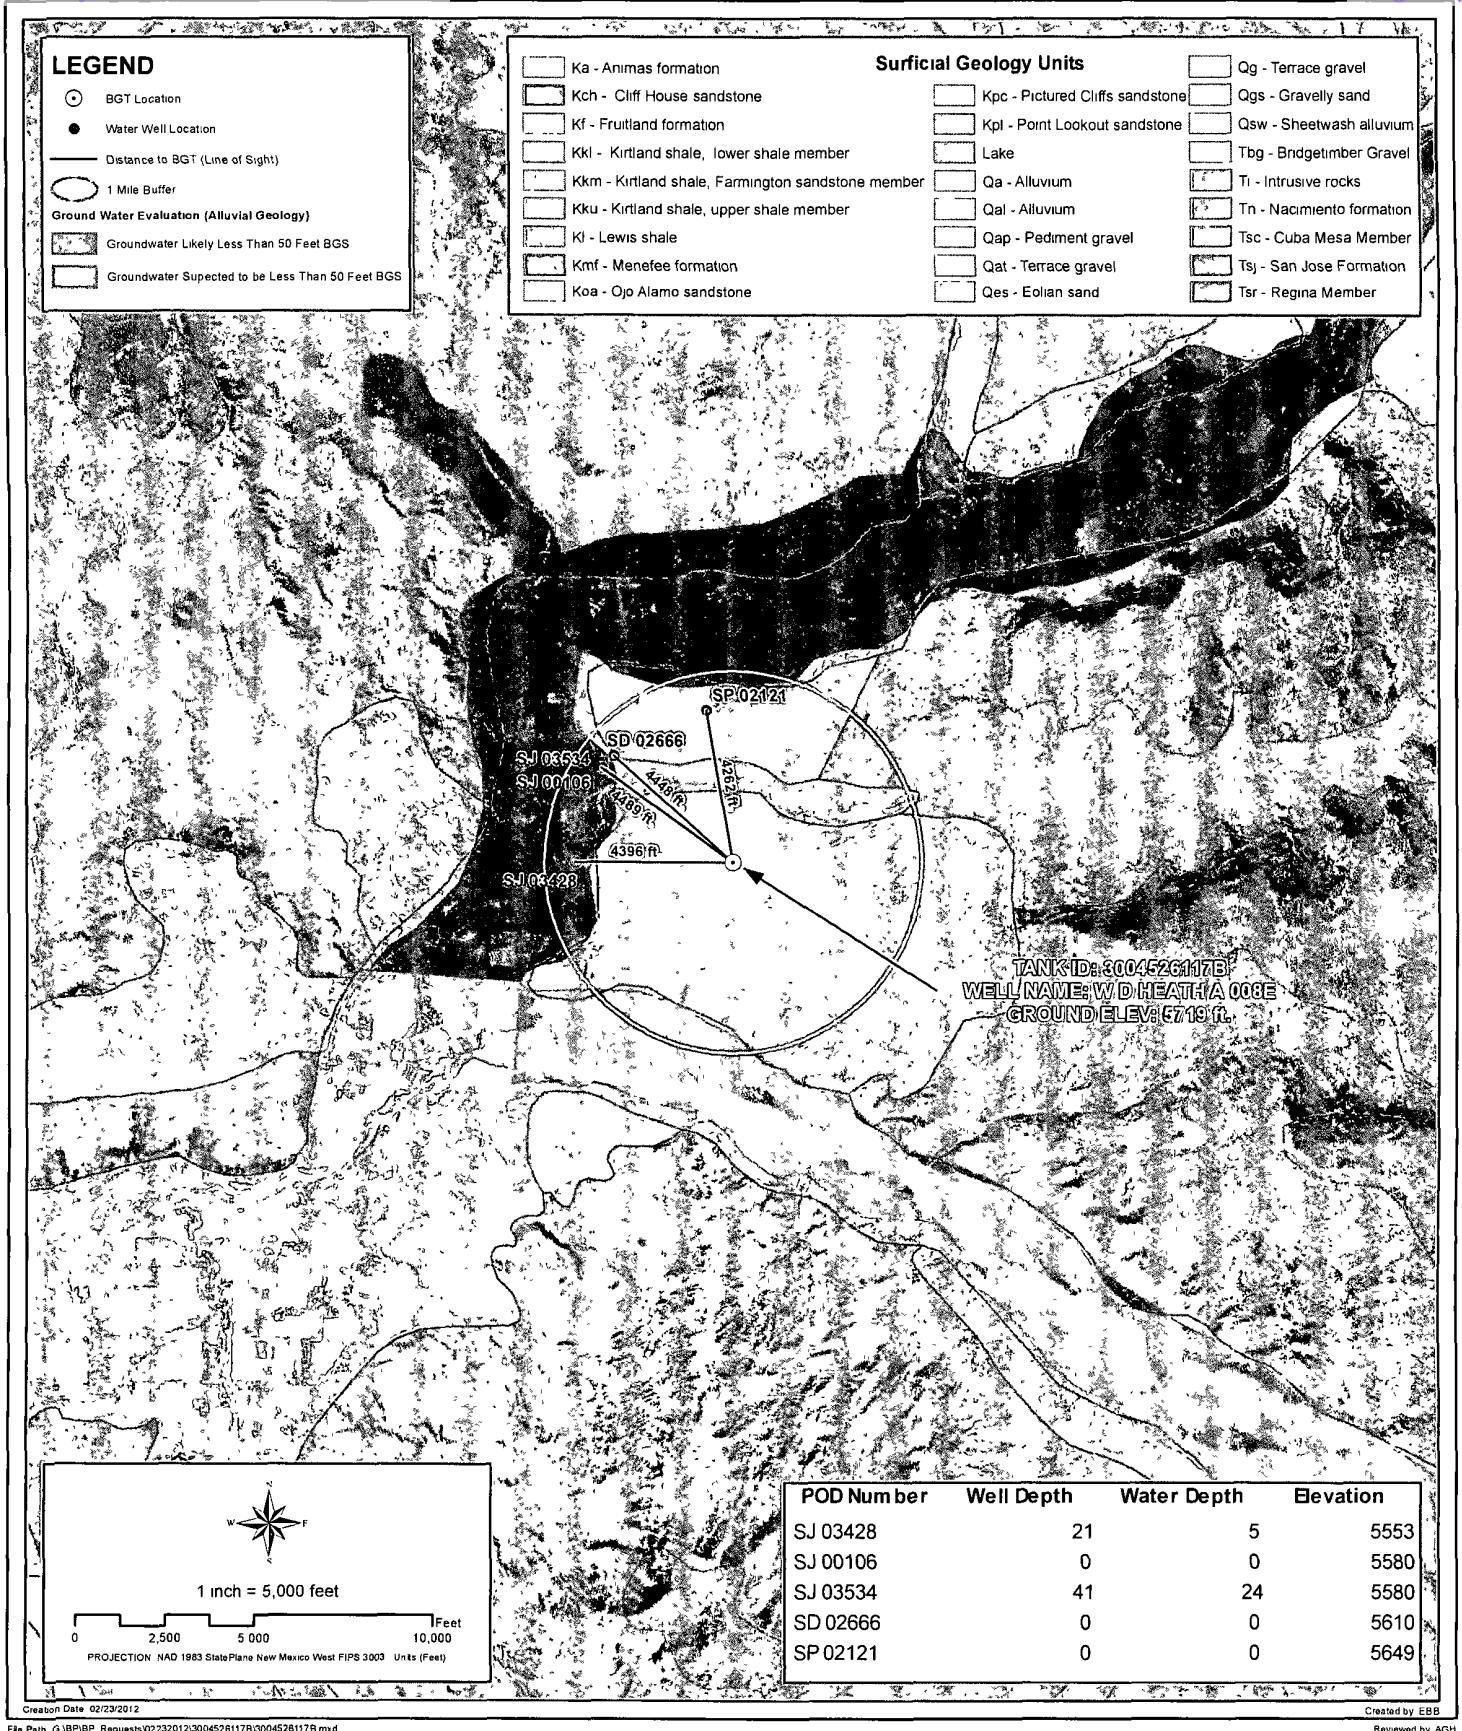 LEGEND
BGT Location
Water Well Location
Distance to BGT (Line of Sight)
1 Mile Buffer
Ground Water Evaluation (Alluvial Geology)
Groundwater Likely Less Than 50 Feet BGS
Groundwater Supected to be Less Than 50 Feet BGS
Surficial Geology Units
Ka - Animas formation
Kch - Cliff House sandstone
Kf - Fruitland formation
Kkl - Kirtland shale, lower shale member
Kkm - Kirtland shale, Farmington sandstone member
Kku - Kirtland shale, upper shale member
Kl - Lewis shale
Kmf - Menefee formation
Koa - Ojo Alamo sandstone
Kpc - Pictured Cliffs sandstone
Kpl - Point Lookout sandstone
Lake
Qa - Alluvium
Qal - Alluvium
Qap - Pediment gravel
Qat - Terrace gravel
Qes - Eolian sand
Qg - Terrace gravel
Qgs - Gravelly sand
Qsw - Sheetwash alluvium
Tbg - Bridgetimber Gravel
Ti - Intrusive rocks
Tn - Nacimiento formation
Tsc - Cuba Mesa Member
Tsj - San Jose Formation
Tsr - Regina Member
SP 02121
SD 02666
SJ 03534
SJ 00106
4262 ft
4489 ft
4396 ft
SJ 03428
TANK ID: 3004526117B
WELL NAME: W D HEATH A 008E
GROUND ELEV: 5719 ft.
N
W
S
1 inch = 5,000 feet
Feet
0 2,500 5 000 10,000
PROJECTION NAD 1983 StatePlane New Mexico West FIPS 3003 Units (Feet)
POD Number Well Depth Water Depth Elevation
SJ 03428 21 5 5553
SJ 00106 0 0 5580
SJ 03534 41 24 5580
SD 02666 0 0 5610
SP 02121 0 0 5649
Creation Date 02/23/2012
Created by EBB
File Path G:\BP\BP_Requests\02232012\3004526117B\3004526117B.mxd
Reviewed by AGH